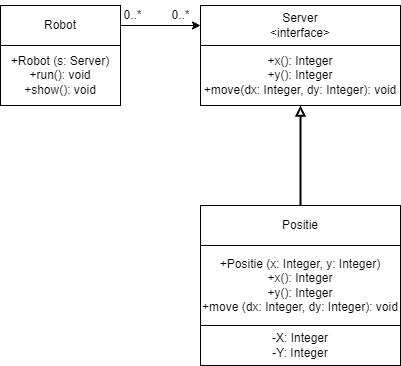 Robot
+Robot (s: Server)
+run(): void
+show(): void
0..*
0..*
Server
<interface>
+x(): Integer
+y(): Integer
+move(dx: Integer, dy: Integer): void
Positie
+Positie (x: Integer, y: Integer)
+x(): Integer
+y(): Integer
+move (dx: Integer, dy: Integer): void
-X: Integer
-Y: Integer